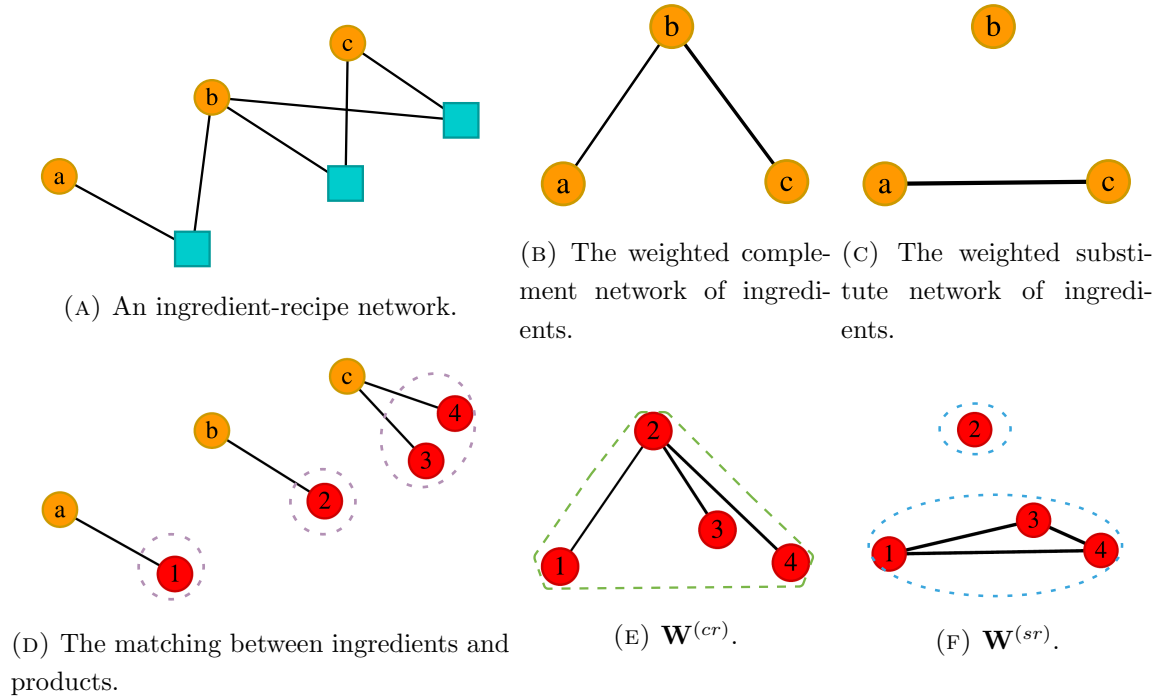 c
b
a
(A) An ingredient-recipe network.
b
a
c
(B) The weighted comple-
ment network of ingredi-
ents.
b
a
c
(C) The weighted substi-
tute network of ingredi-
ents.
c
4
b
3
2
a
1
(D) The matching between ingredients and
products.
2
3
1
4
(E) W^(cr).
2
3
1
4
(F) W^(sr).